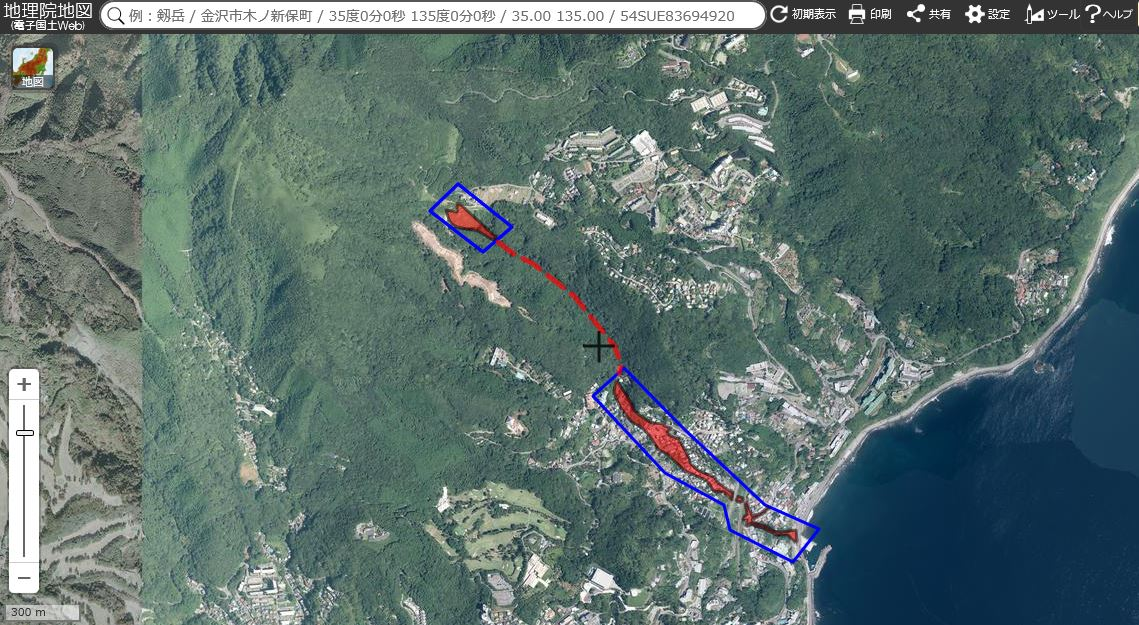 地理院地図
(電子国土Web)
例：剱岳 / 金沢市木ノ新保町 / 35度0分0秒 135度0分0秒 / 35.00 135.00 / 54SUE83694920
初期表示
印刷
共有
設定
ツール
ヘルプ
地図
+
−
300 m